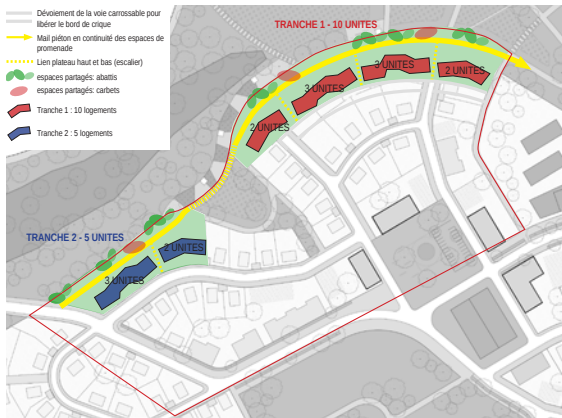 Dévoiement de la voie carrossable pour
libérer le bord de crique
Mail piéton en continuité des espaces de
promenade
Lien plateau haut et bas (escalier)
espaces partagés: abattis
espaces partagés: carbets
Tranche 1 : 10 logements
Tranche 2 : 5 logements
TRANCHE 1 - 10 UNITES
3 UNITES
2 UNITES
3 UNITES
2 UNITES
TRANCHE 2 - 5 UNITES
2 UNITES
3 UNITES